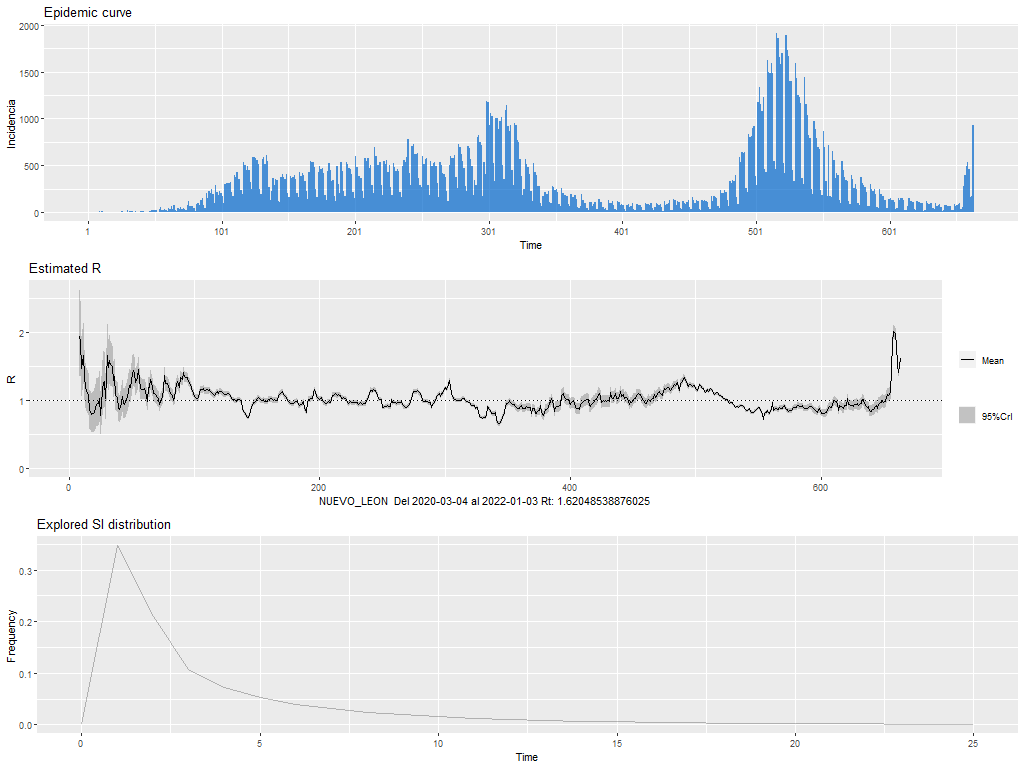 Epidemic curve
2000
1500
1000
500
0
Incidencia
1 101 201 301 401 501 601
Time
Estimated R
2
1
0
R
0 200 400 600
NUEVO_LEON Del 2020-03-04 al 2022-01-03 Rt: 1.62048538876025
Mean
95%CrI
Explored SI distribution
0.3
0.2
0.1
0.0
Frequency
0 5 10 15 20 25
Time